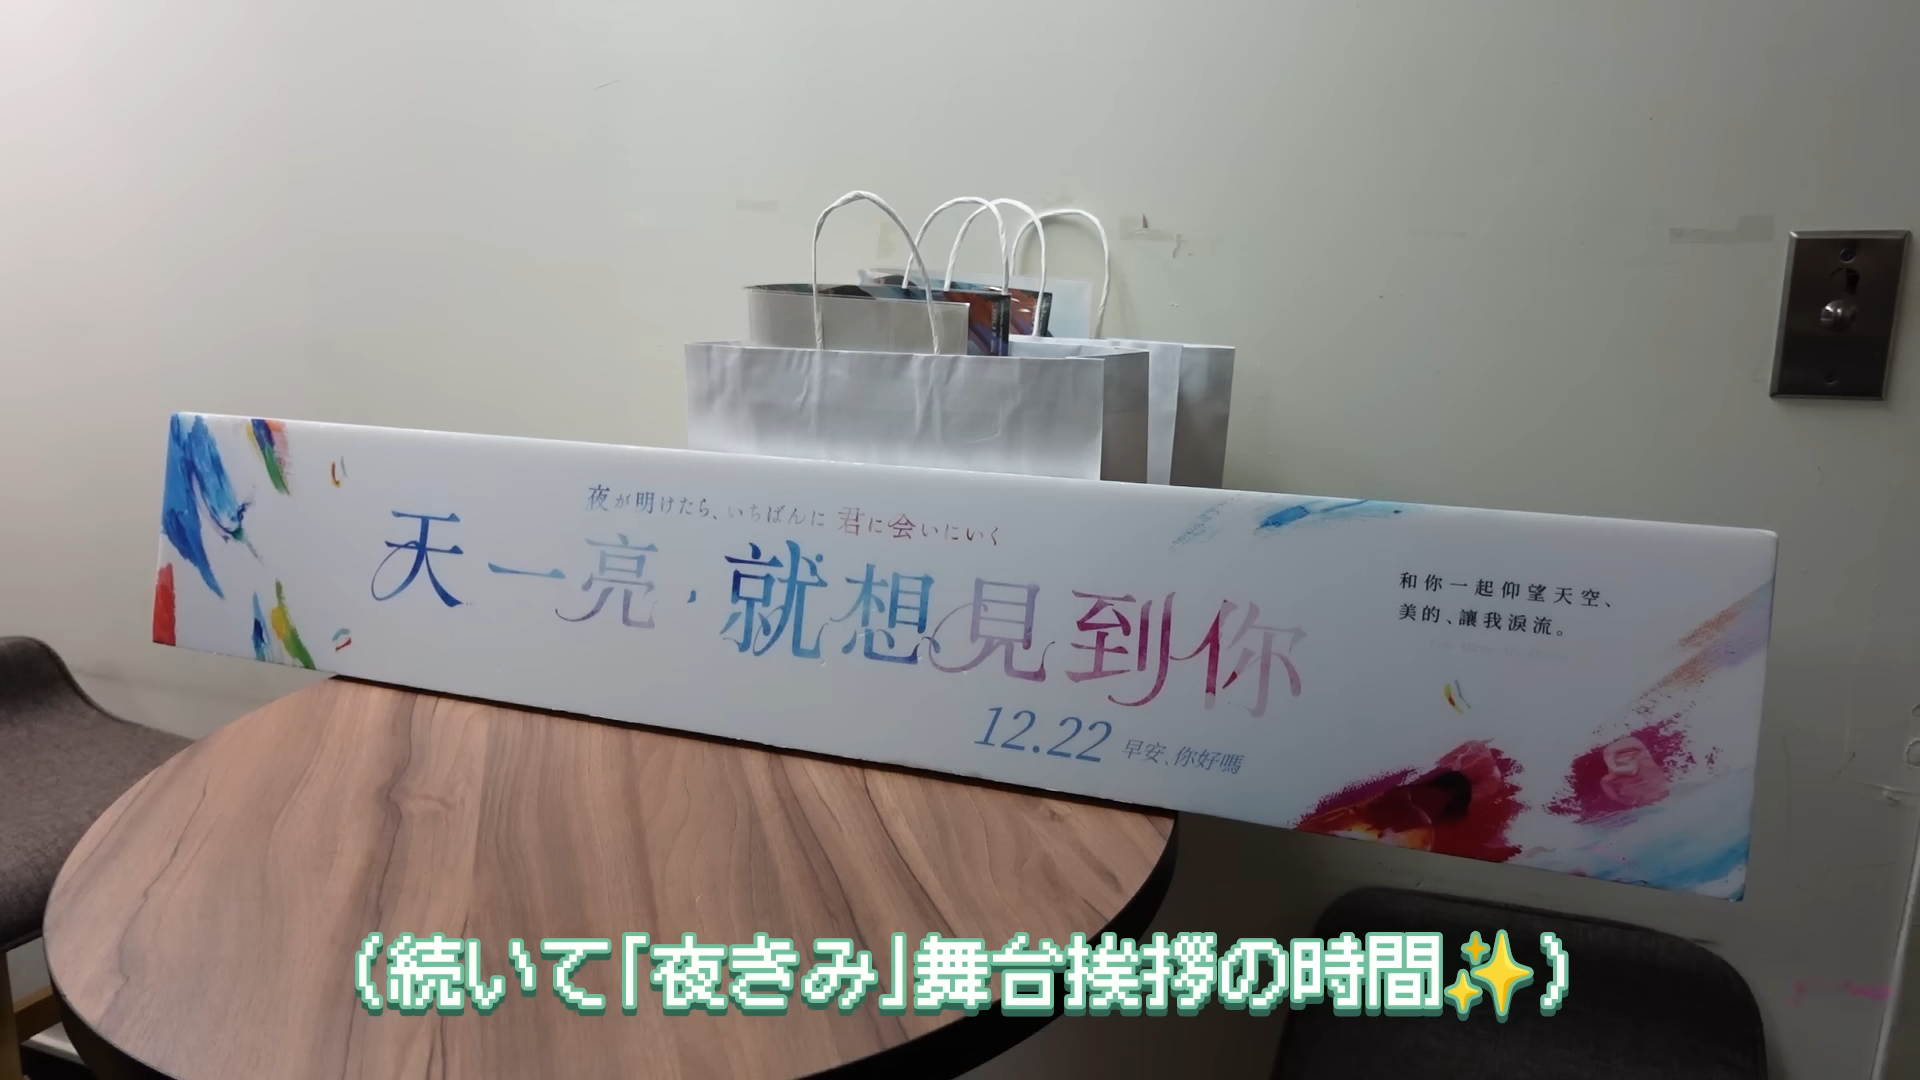 夜が明けたら、いちばんに君に会いにいく
天一亮，就想見到你
和你一起仰望天空、
美的、讓我淚流。
12.22 早安、你好嗎
（続いて「夜きみ」舞台挨拶の時間✨）